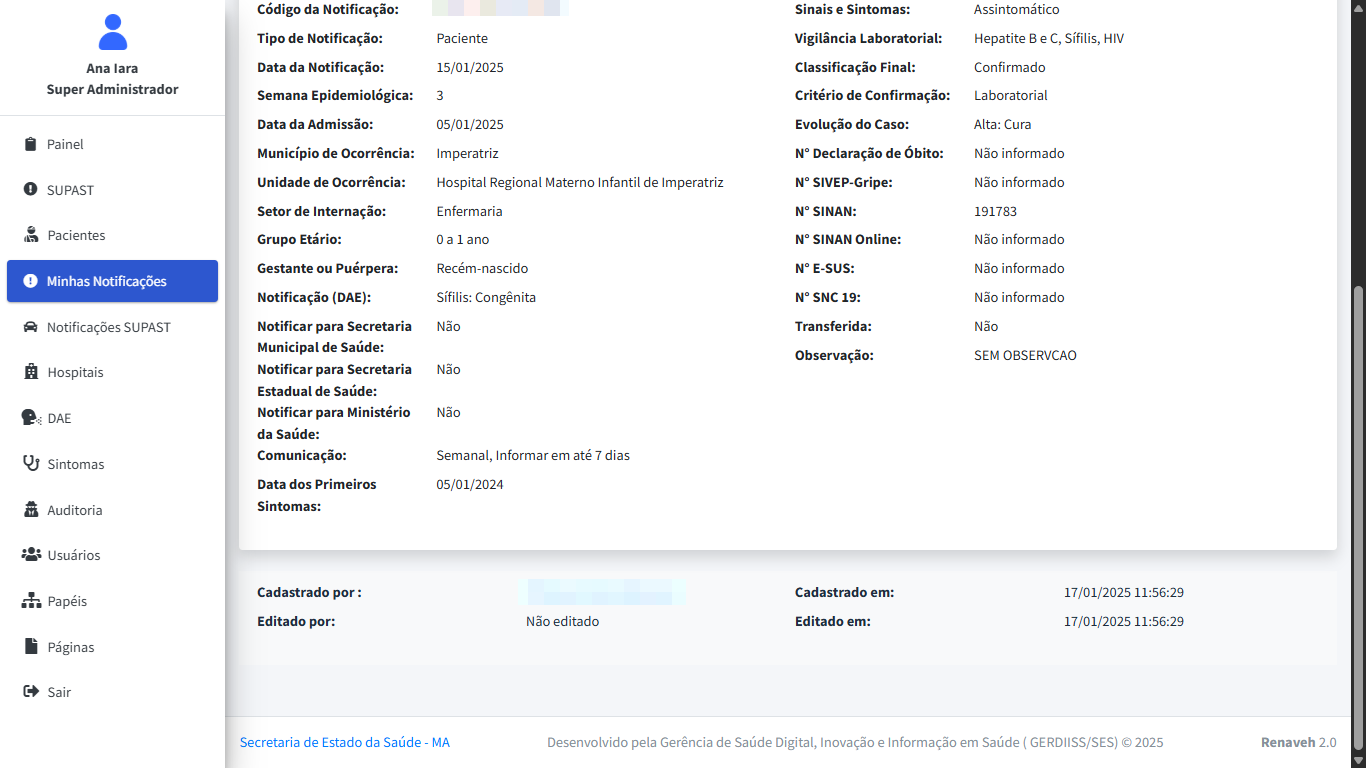 Ana Iara
Super Administrador
Painel
SUPAST
Pacientes
Minhas Notificações
Notificações SUPAST
Hospitais
DAE
Sintomas
Auditoria
Usuários
Papéis
Páginas
Sair
Código da Notificação:
Tipo de Notificação: Paciente
Data da Notificação: 15/01/2025
Semana Epidemiológica: 3
Data da Admissão: 05/01/2025
Município de Ocorrência: Imperatriz
Unidade de Ocorrência: Hospital Regional Materno Infantil de Imperatriz
Setor de Internação: Enfermaria
Grupo Etário: 0 a 1 ano
Gestante ou Puérpera: Recém-nascido
Notificação (DAE): Sífilis: Congênita
Notificar para Secretaria Não
Municipal de Saúde:
Notificar para Secretaria Não
Estadual de Saúde:
Notificar para Ministério Não
da Saúde:
Comunicação: Semanal, Informar em até 7 dias
Data dos Primeiros 05/01/2024
Sintomas:
Sinais e Sintomas: Assintomático
Vigilância Laboratorial: Hepatite B e C, Sífilis, HIV
Classificação Final: Confirmado
Critério de Confirmação: Laboratorial
Evolução do Caso: Alta: Cura
N° Declaração de Óbito: Não informado
N° SIVEP-Gripe: Não informado
N° SINAN: 191783
N° SINAN Online: Não informado
N° E-SUS: Não informado
N° SNC 19: Não informado
Transferida: Não
Observação: SEM OBSERVCAO
Cadastrado por :
Cadastrado em: 17/01/2025 11:56:29
Editado por: Não editado
Editado em: 17/01/2025 11:56:29
Secretaria de Estado da Saúde - MA
Desenvolvido pela Gerência de Saúde Digital, Inovação e Informação em Saúde ( GERDIISS/SES) © 2025
Renaveh 2.0